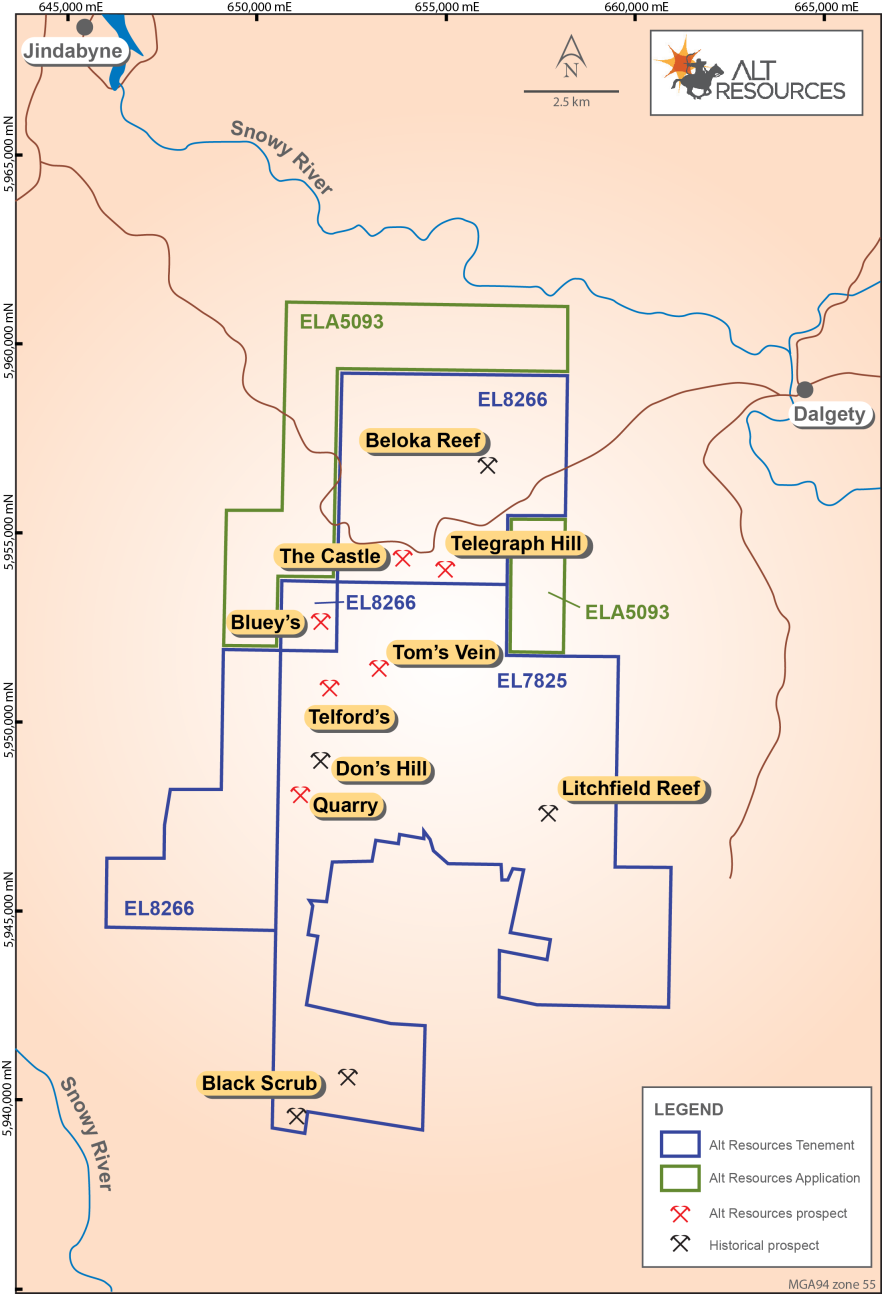 645,000 mE
650,000 mE
655,000 mE
660,000 mE
665,000 mE
Jindabyne
N
2.5 km
ALT
RESOURCES
Snowy River
5,965,000 mN
ELA5093
5,960,000 mN
EL8266
Dalgety
Beloka Reef
5,955,000 mN
Telegraph Hill
The Castle
EL8266
ELA5093
Bluey's
Tom's Vein
EL7825
Telford's
5,950,000 mN
Don's Hill
Litchfield Reef
Quarry
EL8266
5,945,000 mN
Black Scrub
5,940,000 mN
Snowy River
LEGEND
Alt Resources Tenement
Alt Resources Application
Alt Resources prospect
Historical prospect
MGA94 zone 55